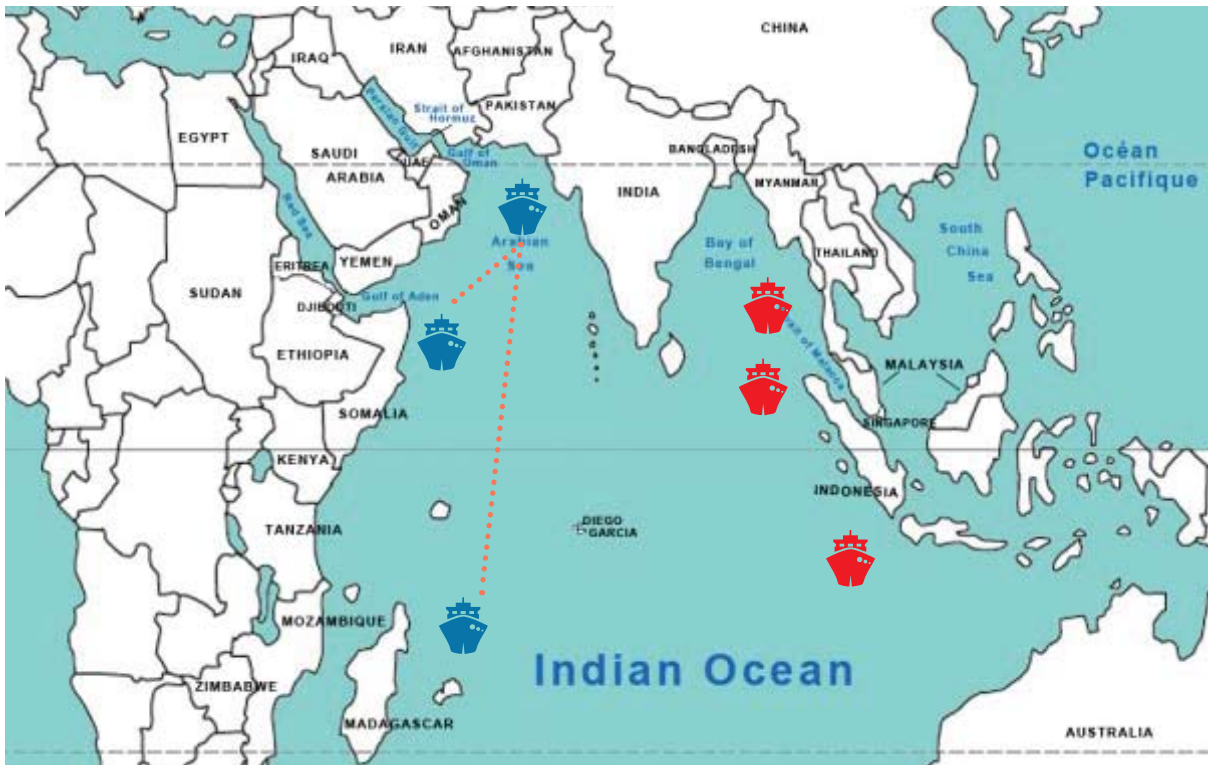 CHINA
IRAQ
IRAN
AFGHANISTAN
PAKISTAN
Persian Gulf
Strait of
Hormuz
EGYPT
SAUDI
ARABIA
UAE
Gulf of
Oman
OMAN
BANGLADESH
INDIA
MYANMAR
Océan
Pacifique
Red Sea
Arabian
Sea
Bay of
Bengal
THAILAND
South
China
Sea
ERITREA
YEMEN
SUDAN
DJIBOUTI
Gulf of Aden
ETHIOPIA
Strait of Malacca
MALAYSIA
SOMALIA
SINGAPORE
KENYA
INDONESIA
TANZANIA
DIEGO
GARCIA
MOZAMBIQUE
Indian Ocean
ZIMBABWE
MADAGASCAR
AUSTRALIA